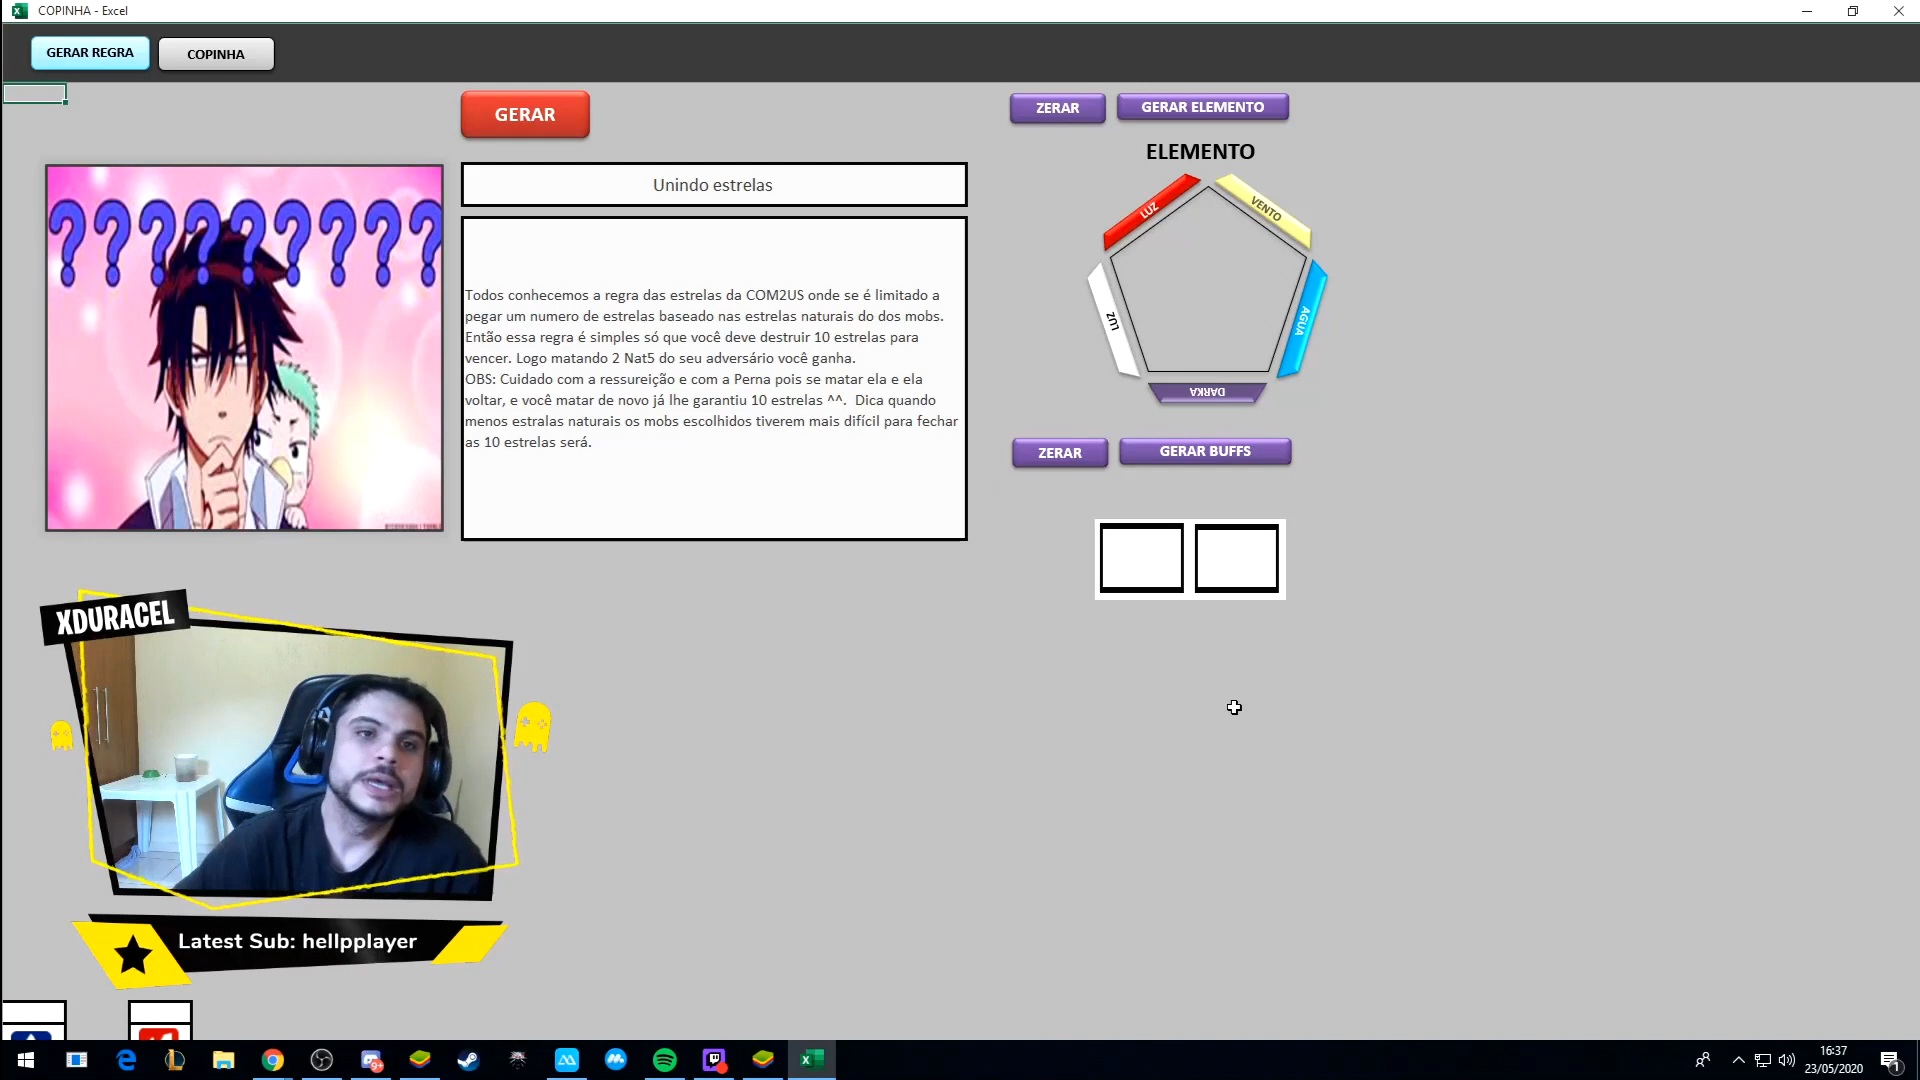 COPINHA - Excel
GERAR REGRA
COPINHA
GERAR
ZERAR
GERAR ELEMENTO
ELEMENTO
LUZ
VENTO
AGUA
DARKA
LUZ
?????????
Unindo estrelas
Todos conhecemos a regra das estrelas da COM2US onde se é limitado a
pegar um numero de estrelas baseado nas estrelas naturais do dos mobs.
Então essa regra é simples só que você deve destruir 10 estrelas para
vencer. Logo matando 2 Nat5 do seu adversário você ganha.
OBS: Cuidado com a ressureição e com a Perna pois se matar ela e ela
voltar, e você matar de novo já lhe garantiu 10 estrelas ^^.  Dica quando
menos estralas naturais os mobs escolhidos tiverem mais difícil para fechar
as 10 estrelas será.
ZERAR
GERAR BUFFS
XDURACEL
Latest Sub: hellpplayer
9+
16:37
23/05/2020
1